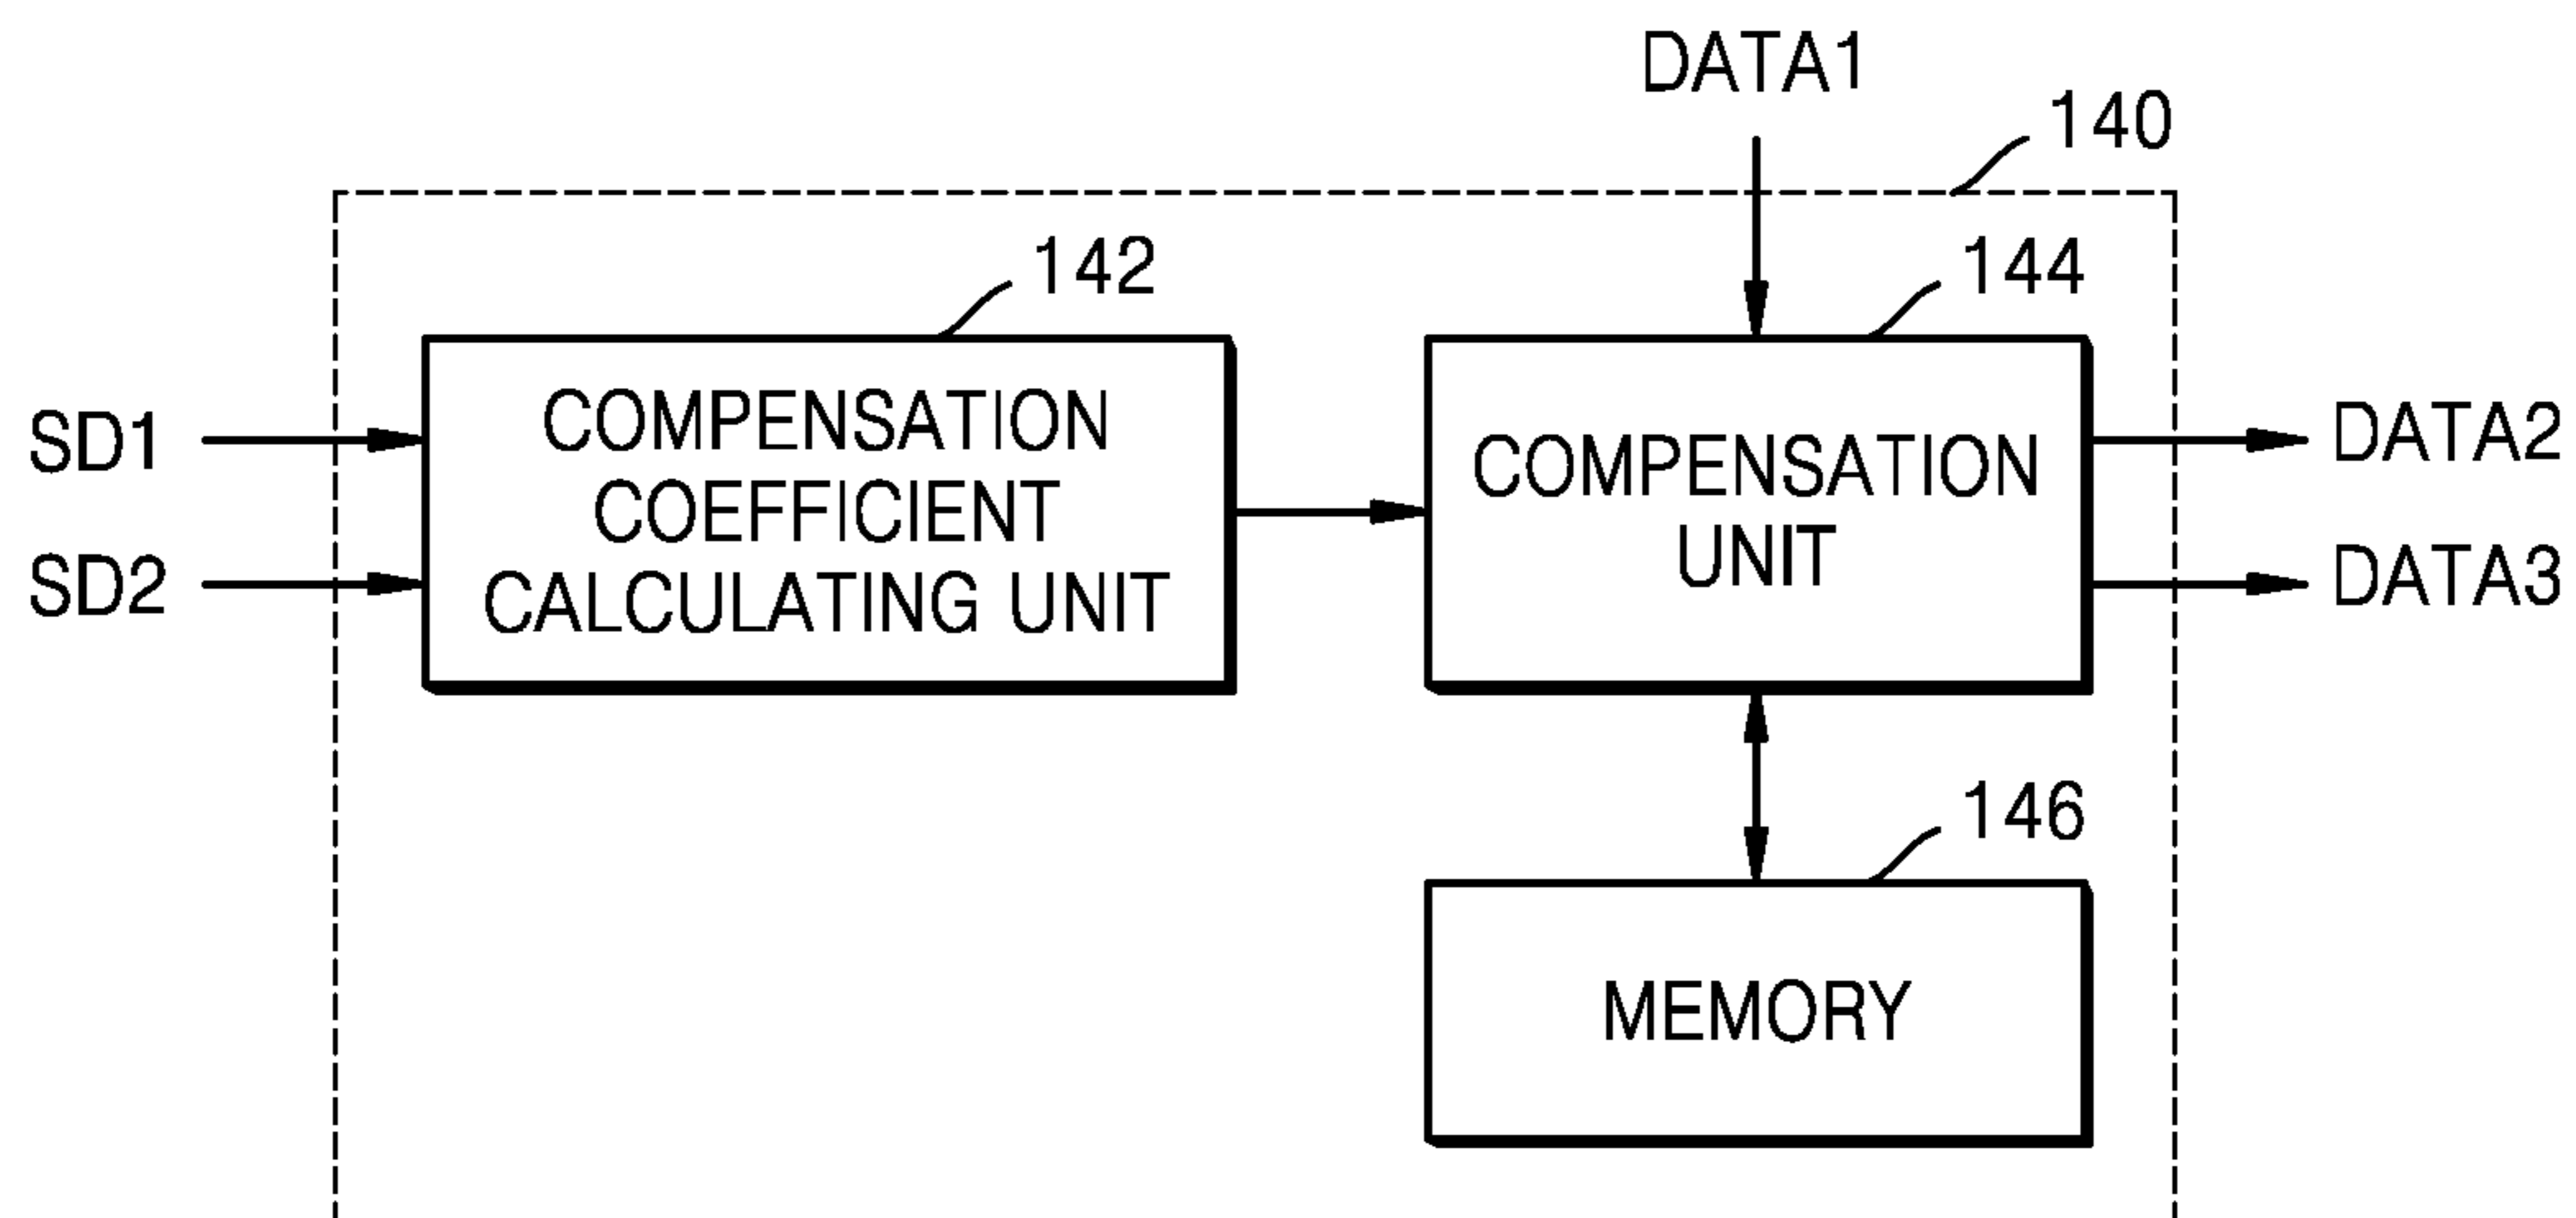 DATA1
140
142
144
SD1
SD2
COMPENSATION
COEFFICIENT
CALCULATING UNIT
COMPENSATION
UNIT
DATA2
DATA3
146
MEMORY